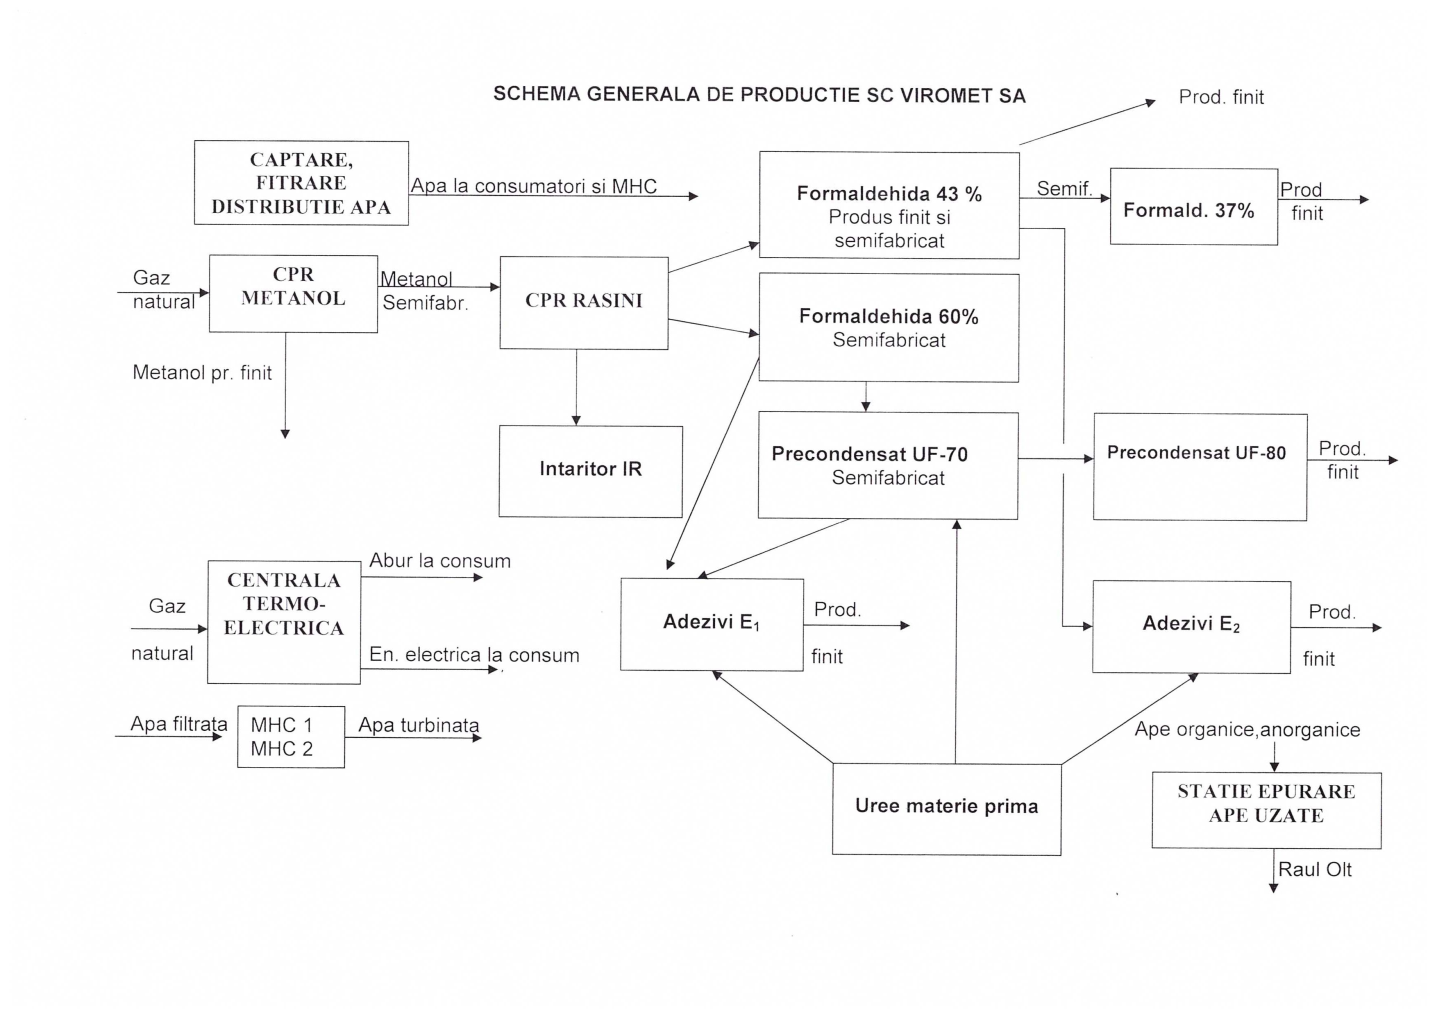 SCHEMA GENERALA DE PRODUCTIE SC VIROMET SA
Prod. finit
CAPTARE,
FITRARE
DISTRIBUTIE APA
Apa la consumatori si MHC
Formaldehida 43 %
Produs finit si
semifabricat
Semif.
Formald. 37%
Prod
finit
Gaz
natural
CPR
METANOL
Metanol
Semifabr.
CPR RASINI
Formaldehida 60%
Semifabricat
Metanol pr. finit
Intaritor IR
Precondensat UF-70
Semifabricat
Precondensat UF-80
Prod.
finit
Gaz
natural
CENTRALA
TERMO-
ELECTRICA
Abur la consum
En. electrica la consum
Adezivi E₁
Prod.
finit
Adezivi E₂
Prod.
finit
Apa filtrata
MHC 1
MHC 2
Apa turbinata
Uree materie prima
Ape organice,anorganice
STATIE EPURARE
APE UZATE
Raul Olt